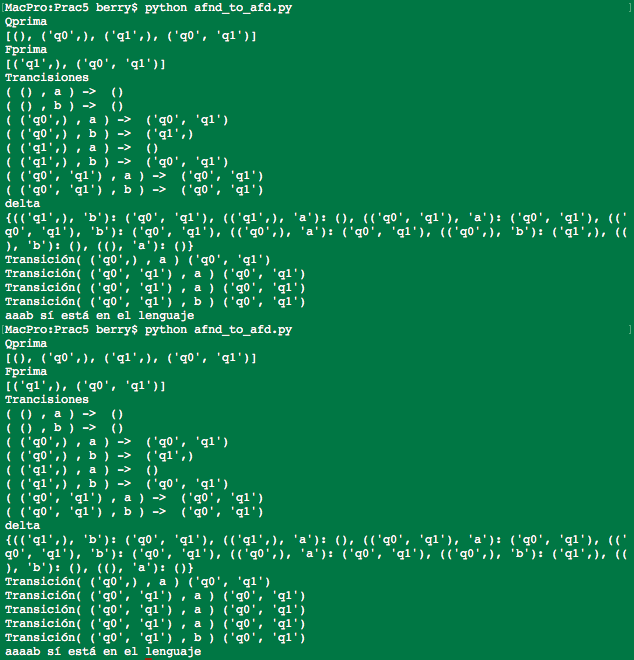 [MacPro:Prac5 berry$ python afnd_to_afd.py ]
Qprima
[(), ('q0',), ('q1',), ('q0', 'q1')]
Fprima
[('q1',), ('q0', 'q1')]
Trancisiones
( () , a ) ->  ()
( () , b ) ->  ()
( ('q0',) , a ) ->  ('q0', 'q1')
( ('q0',) , b ) ->  ('q1',)
( ('q1',) , a ) ->  ()
( ('q1',) , b ) ->  ('q0', 'q1')
( ('q0', 'q1') , a ) ->  ('q0', 'q1')
( ('q0', 'q1') , b ) ->  ('q0', 'q1')
delta
{(('q1',), 'b'): ('q0', 'q1'), (('q1',), 'a'): (), (('q0', 'q1'), 'a'): ('q0', 'q1'), (('
q0', 'q1'), 'b'): ('q0', 'q1'), (('q0',), 'a'): ('q0', 'q1'), (('q0',), 'b'): ('q1',), ((
), 'b'): (), ((), 'a'): ()}
Transición( ('q0',) , a ) ('q0', 'q1')
Transición( ('q0', 'q1') , a ) ('q0', 'q1')
Transición( ('q0', 'q1') , a ) ('q0', 'q1')
Transición( ('q0', 'q1') , b ) ('q0', 'q1')
aaab sí está en el lenguaje
[MacPro:Prac5 berry$ python afnd_to_afd.py ]
Qprima
[(), ('q0',), ('q1',), ('q0', 'q1')]
Fprima
[('q1',), ('q0', 'q1')]
Trancisiones
( () , a ) ->  ()
( () , b ) ->  ()
( ('q0',) , a ) ->  ('q0', 'q1')
( ('q0',) , b ) ->  ('q1',)
( ('q1',) , a ) ->  ()
( ('q1',) , b ) ->  ('q0', 'q1')
( ('q0', 'q1') , a ) ->  ('q0', 'q1')
( ('q0', 'q1') , b ) ->  ('q0', 'q1')
delta
{(('q1',), 'b'): ('q0', 'q1'), (('q1',), 'a'): (), (('q0', 'q1'), 'a'): ('q0', 'q1'), (('
q0', 'q1'), 'b'): ('q0', 'q1'), (('q0',), 'a'): ('q0', 'q1'), (('q0',), 'b'): ('q1',), ((
), 'b'): (), ((), 'a'): ()}
Transición( ('q0',) , a ) ('q0', 'q1')
Transición( ('q0', 'q1') , a ) ('q0', 'q1')
Transición( ('q0', 'q1') , a ) ('q0', 'q1')
Transición( ('q0', 'q1') , a ) ('q0', 'q1')
Transición( ('q0', 'q1') , b ) ('q0', 'q1')
aaaab sí está en el lenguaje